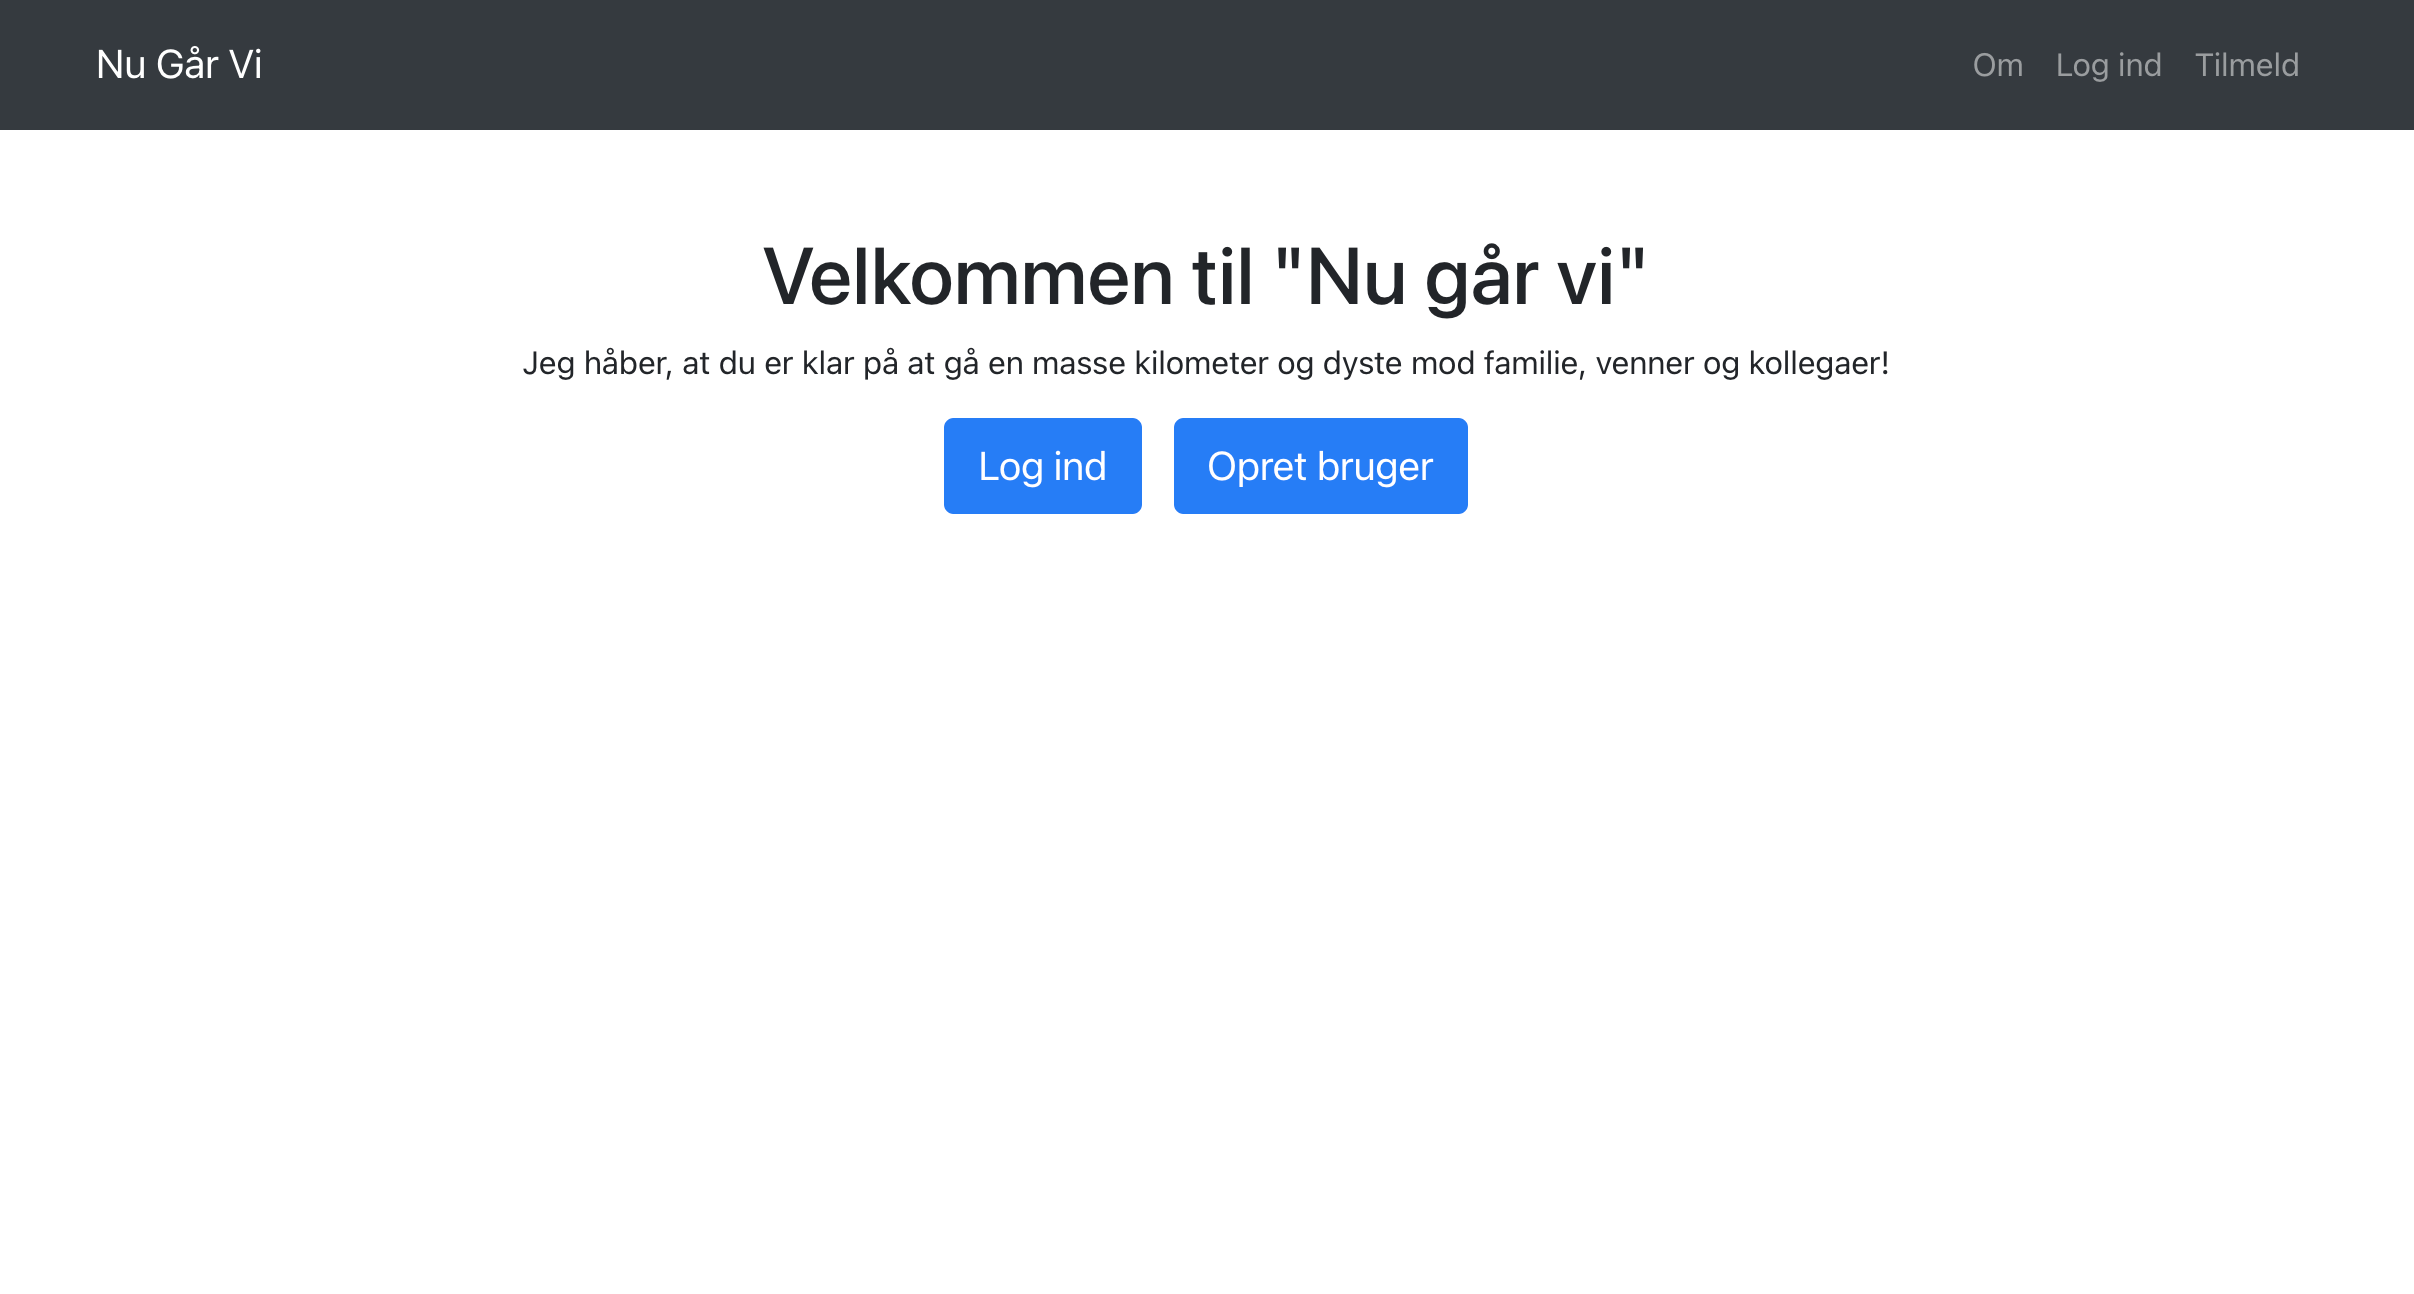 Nu Går Vi
Om Log ind Tilmeld
Velkommen til "Nu går vi"
Jeg håber, at du er klar på at gå en masse kilometer og dyste mod familie, venner og kollegaer!
Log ind Opret bruger